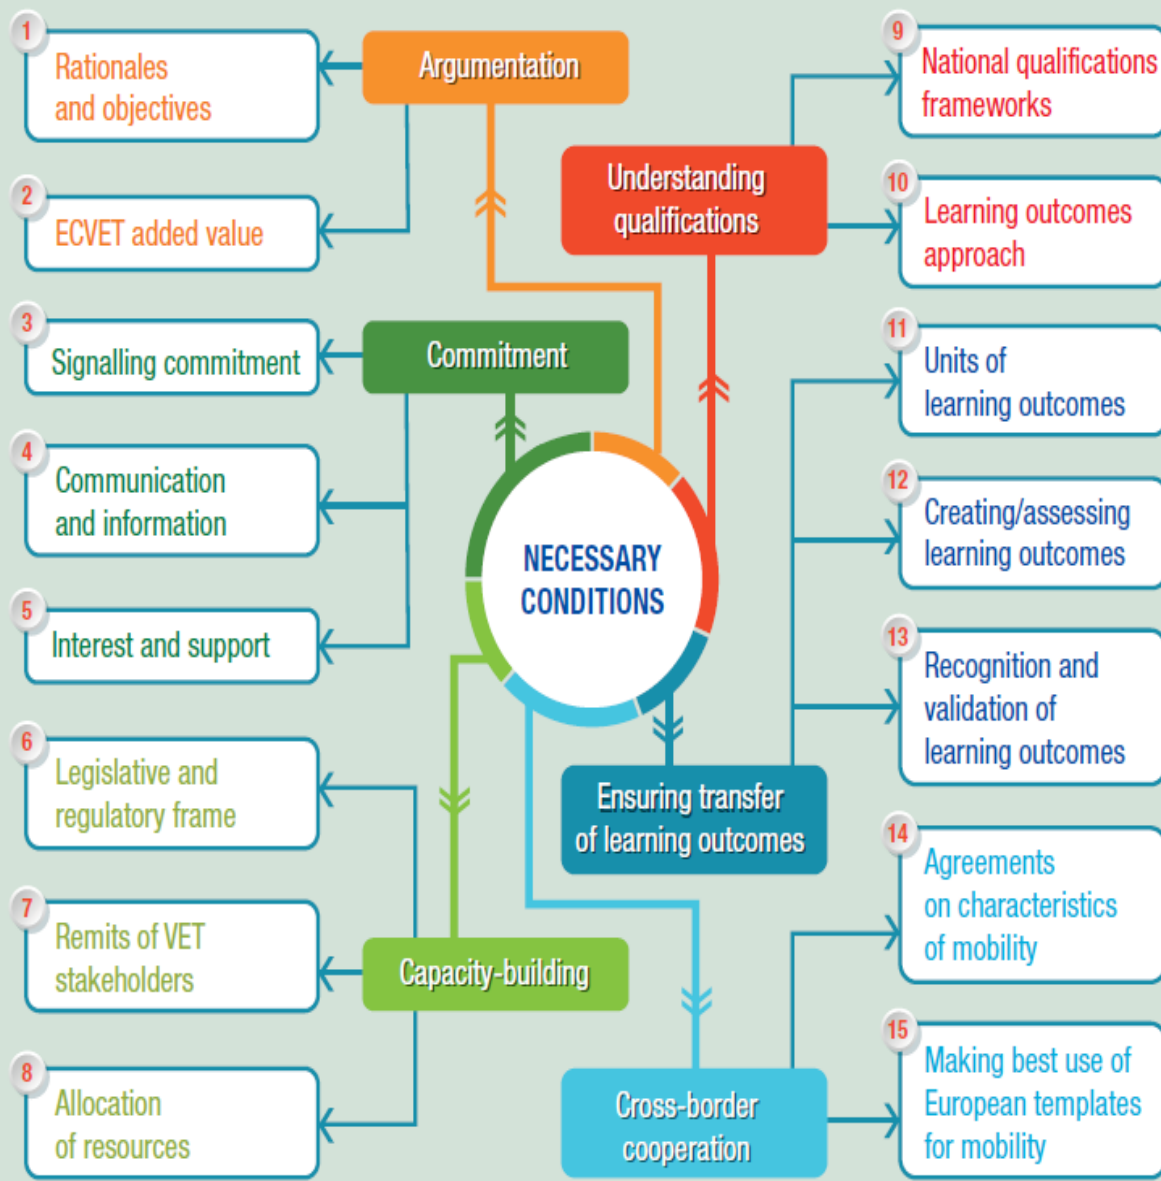 1
Rationales
and objectives
2
ECVET added value
3
Signalling commitment
4
Communication
and information
5
Interest and support
6
Legislative and
regulatory frame
7
Remits of VET
stakeholders
8
Allocation
of resources
Argumentation
Commitment
Capacity-building
NECESSARY
CONDITIONS
Understanding
qualifications
Ensuring transfer
of learning outcomes
Cross-border
cooperation
9
National qualifications
frameworks
10
Learning outcomes
approach
11
Units of
learning outcomes
12
Creating/assessing
learning outcomes
13
Recognition and
validation of
learning outcomes
14
Agreements
on characteristics
of mobility
15
Making best use of
European templates
for mobility